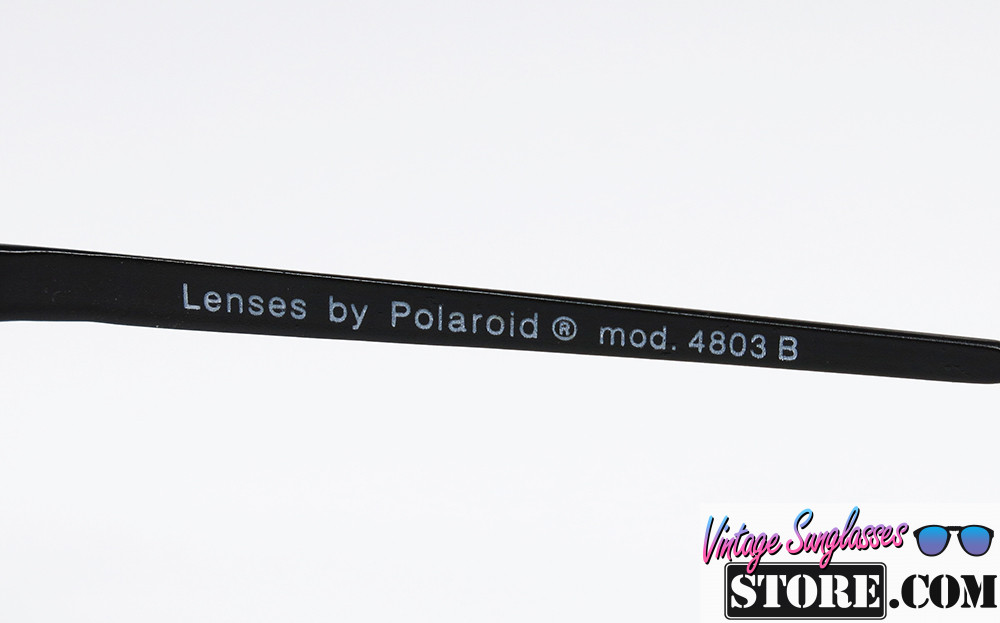 Lenses by Polaroid ® mod. 4803 B
Vintage Sunglasses
STORE.COM